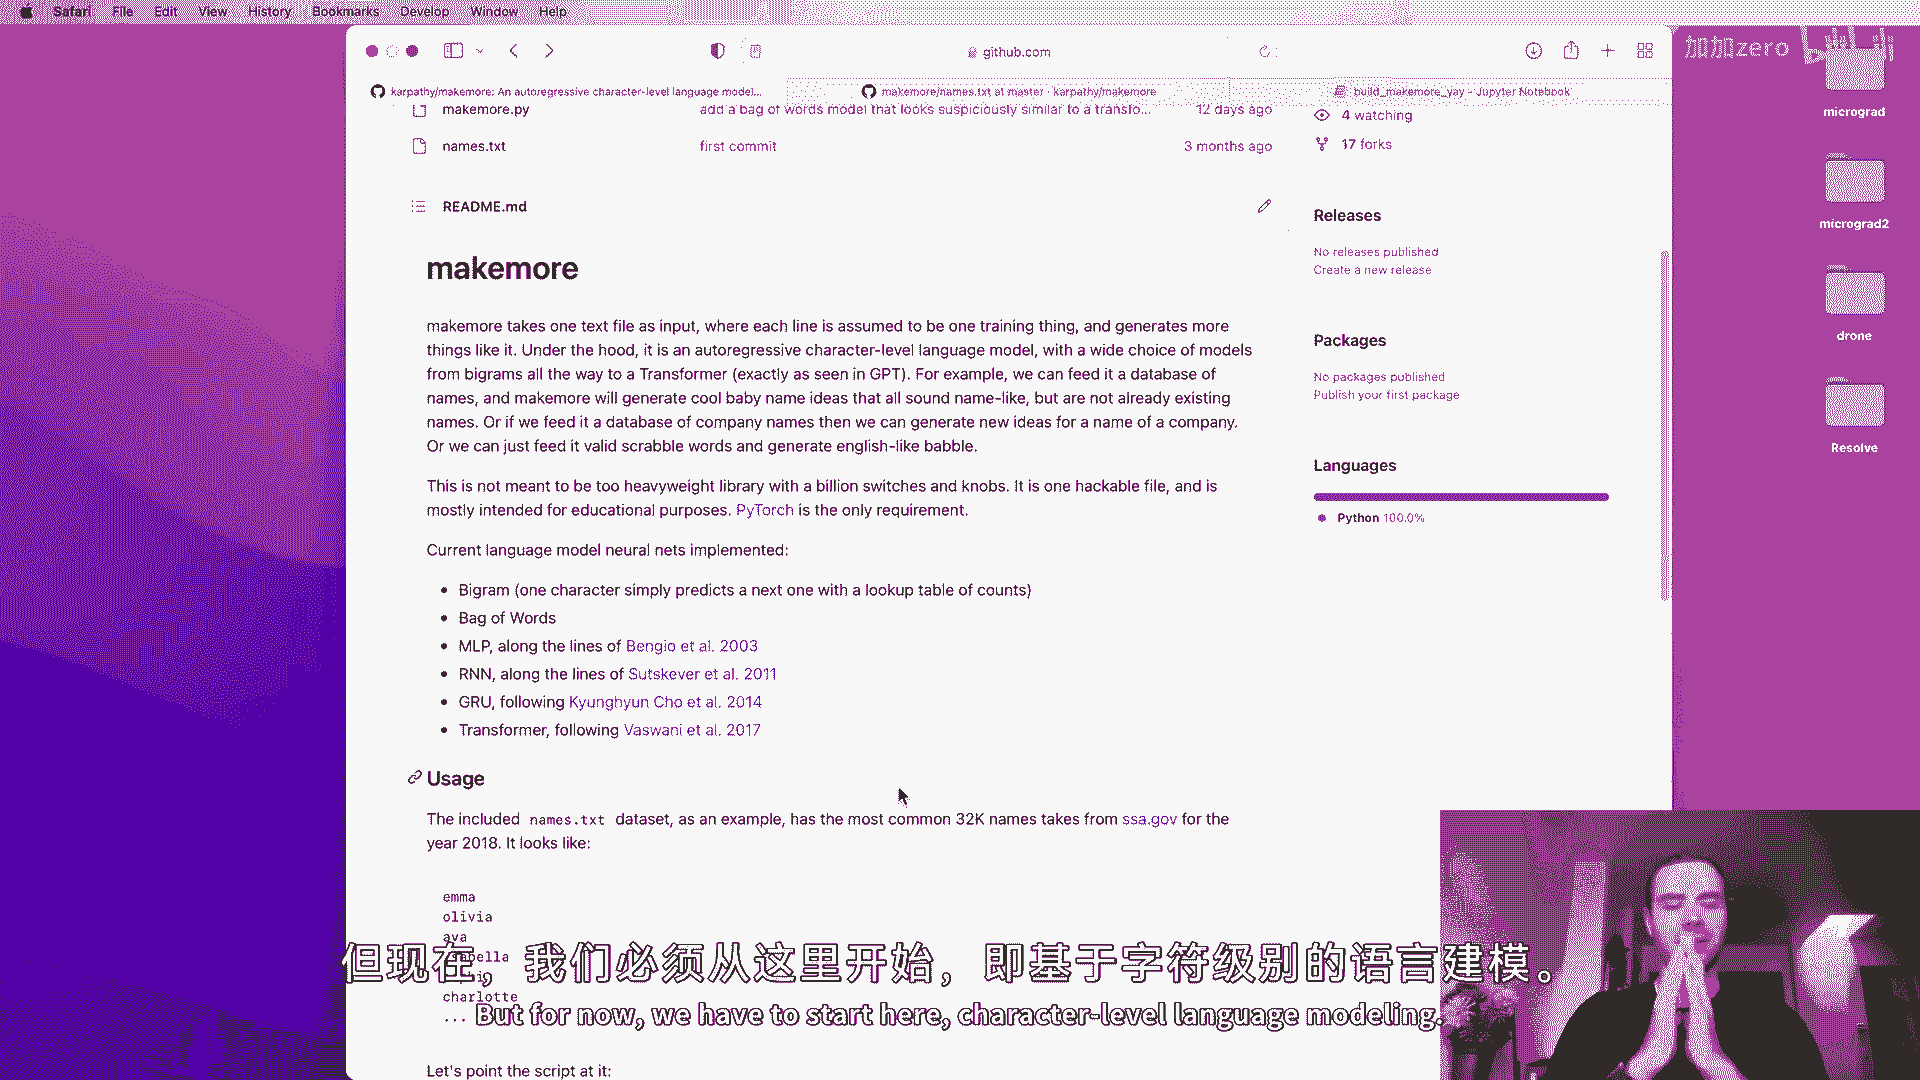 Safari File Edit View History Bookmarks Develop Window Help
github.com
加加zero
karpathy/makemore: An autoregressive character-level language model...
makemore/names.txt at master · karpathy/makemore
build_makemore_yay - Jupyter Notebook
makemore.py add a bag of words model that looks suspiciously similar to a transfo... 12 days ago
names.txt first commit 3 months ago
4 watching
17 forks
README.md
makemore
makemore takes one text file as input, where each line is assumed to be one training thing, and generates more
things like it. Under the hood, it is an autoregressive character-level language model, with a wide choice of models
from bigrams all the way to a Transformer (exactly as seen in GPT). For example, we can feed it a database of
names, and makemore will generate cool baby name ideas that all sound name-like, but are not already existing
names. Or if we feed it a database of company names then we can generate new ideas for a name of a company.
Or we can just feed it valid scrabble words and generate english-like babble.
This is not meant to be too heavyweight library with a billion switches and knobs. It is one hackable file, and is
mostly intended for educational purposes. PyTorch is the only requirement.
Current language model neural nets implemented:
• Bigram (one character simply predicts a next one with a lookup table of counts)
• Bag of Words
• MLP, along the lines of Bengio et al. 2003
• RNN, along the lines of Sutskever et al. 2011
• GRU, following Kyunghyun Cho et al. 2014
• Transformer, following Vaswani et al. 2017
Usage
The included names.txt dataset, as an example, has the most common 32K names takes from ssa.gov for the
year 2018. It looks like:
emma
olivia
ava
charlotte
...
Let's point the script at it:
Releases
No releases published
Create a new release
Packages
No packages published
Publish your first package
Languages
Python 100.0%
micrograd
micrograd2
drone
Resolve
但现在，我们必须从这里开始，即基于字符级别的语言建模。
But for now, we have to start here, character-level language modeling.